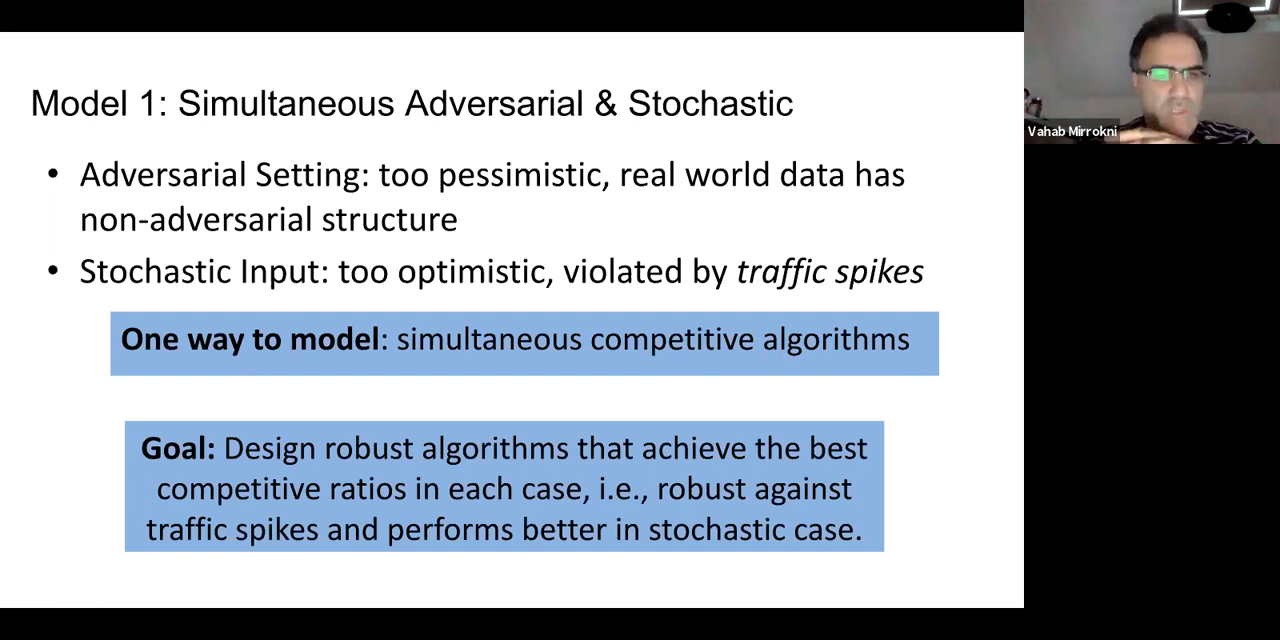 Model 1: Simultaneous Adversarial & Stochastic
• Adversarial Setting: too pessimistic, real world data has
non-adversarial structure
• Stochastic Input: too optimistic, violated by traffic spikes
One way to model: simultaneous competitive algorithms
Goal: Design robust algorithms that achieve the best
competitive ratios in each case, i.e., robust against
traffic spikes and performs better in stochastic case.
Vahab Mirrokni